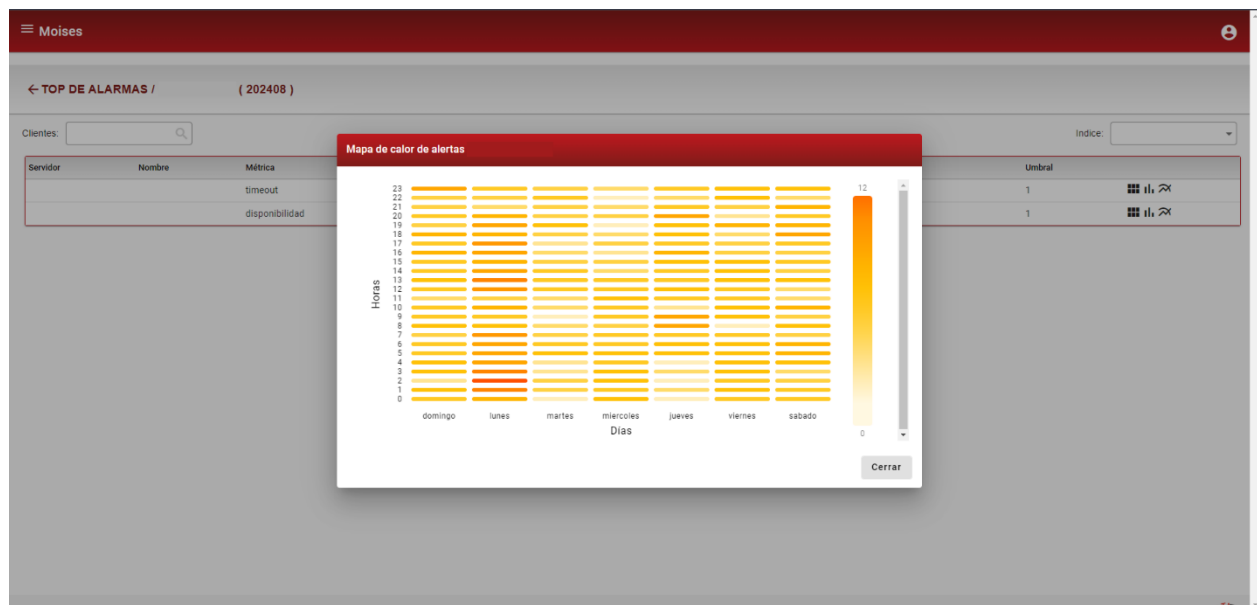 Moises
TOP DE ALARMAS / ( 202408 )
Clientes:
Indice:
Servidor Nombre Métrica Umbral
timeout 1
disponibilidad 1
Mapa de calor de alertas
Horas
23
22
21
20
19
18
17
16
15
14
13
12
11
10
9
8
7
6
5
4
3
2
1
0
domingo lunes martes miercoles jueves viernes sabado
Días
12
0
Cerrar